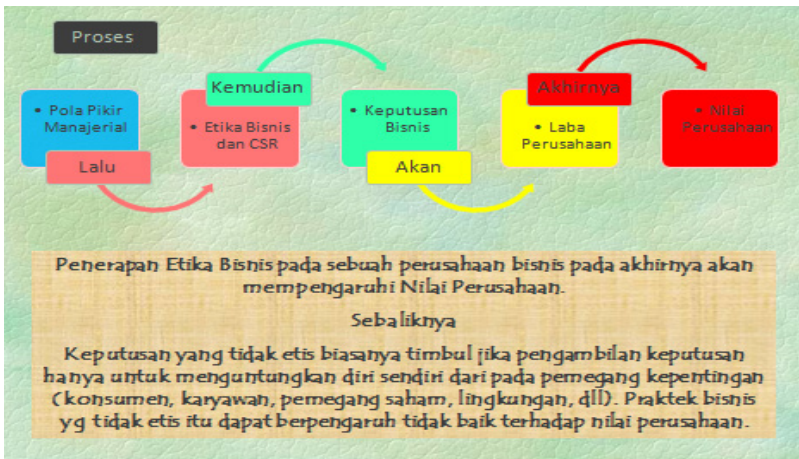 Proses
Kemudian
Akhirnya
• Pola Pikir
Manajerial
• Etika Bisnis
dan CSR
• Keputusan
Bisnis
• Laba
Perusahaan
• Nilai
Perusahaan
Lalu
Akan
Penerapan Etika Bisnis pada sebuah perusahaan bisnis pada akhirnya akan
mempengaruhi Nilai Perusahaan.
Sebaliknya
Keputusan yang tidak etis biasanya timbul jika pengambilan keputusan
hanya untuk menguntungkan diri sendiri dari pada pemegang kepentingan
(konsumen, karyawan, pemegang saham, lingkungan, dll). Praktek bisnis
yg tidak etis itu dapat berpengaruh tidak baik terhadap nilai perusahaan.